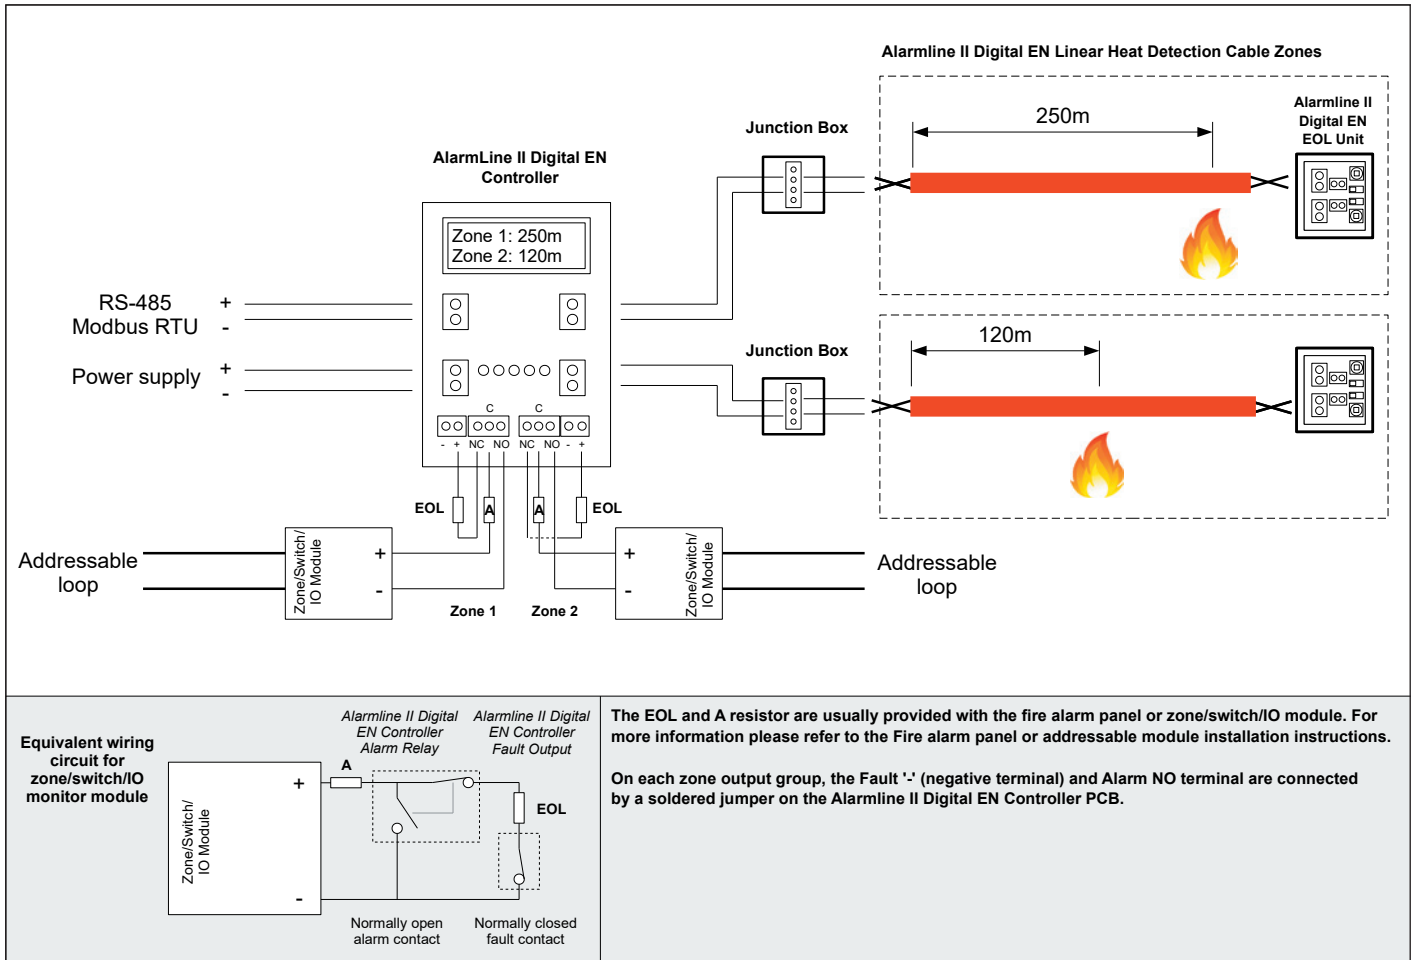 Alarmline II Digital EN Linear Heat Detection Cable Zones
250m
Alarmline II
Digital EN
EOL Unit
Junction Box
AlarmLine II Digital EN
Controller
Zone 1: 250m
Zone 2: 120m
RS-485
Modbus RTU
+
-
Power supply
+
-
Junction Box
120m
C
C
- + NC NO NC NO - +
EOL
A
A
EOL
Addressable
loop
Zone/Switch/
IO Module
+
-
Zone 1
Zone 2
+
-
Zone/Switch/
IO Module
Addressable
loop
Equivalent wiring
circuit for
zone/switch/IO
monitor module
Zone/Switch/
IO Module
+
-
A
Alarmline II Digital
EN Controller
Alarm Relay
Alarmline II Digital
EN Controller
Fault Output
EOL
Normally open
alarm contact
Normally closed
fault contact
The EOL and A resistor are usually provided with the fire alarm panel or zone/switch/IO module. For
more information please refer to the Fire alarm panel or addressable module installation instructions.
On each zone output group, the Fault '-' (negative terminal) and Alarm NO terminal are connected
by a soldered jumper on the Alarmline II Digital EN Controller PCB.